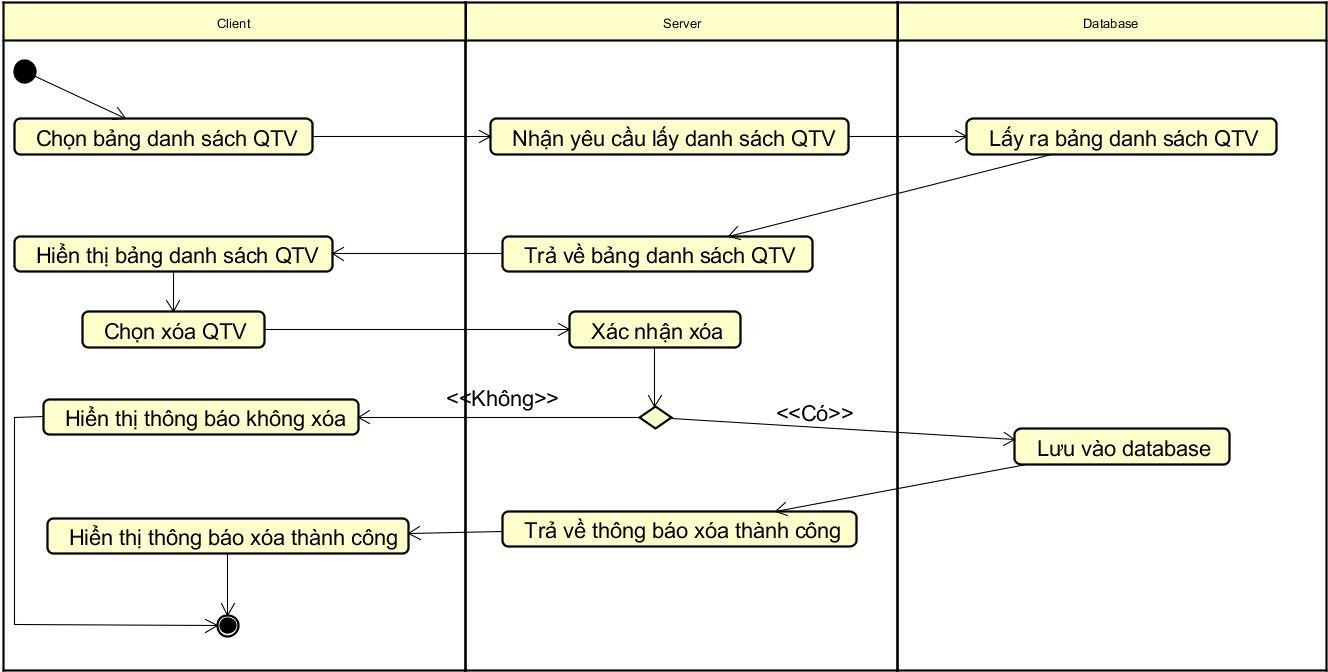 Client
Server
Database
Chọn bảng danh sách QTV
Nhận yêu cầu lấy danh sách QTV
Lấy ra bảng danh sách QTV
Hiển thị bảng danh sách QTV
Trả về bảng danh sách QTV
Chọn xóa QTV
Xác nhận xóa
<<Không>>
<<Có>>
Hiển thị thông báo không xóa
Lưu vào database
Hiển thị thông báo xóa thành công
Trả về thông báo xóa thành công